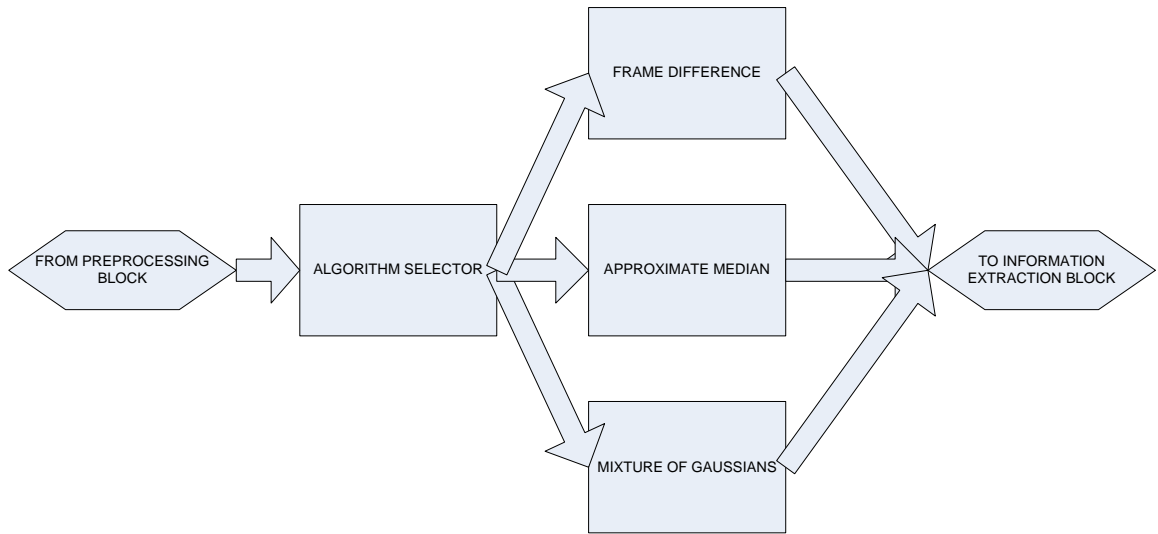 FRAME DIFFERENCE
FROM PREPROCESSING
BLOCK
ALGORITHM SELECTOR
APPROXIMATE MEDIAN
TO INFORMATION
EXTRACTION BLOCK
MIXTURE OF GAUSSIANS